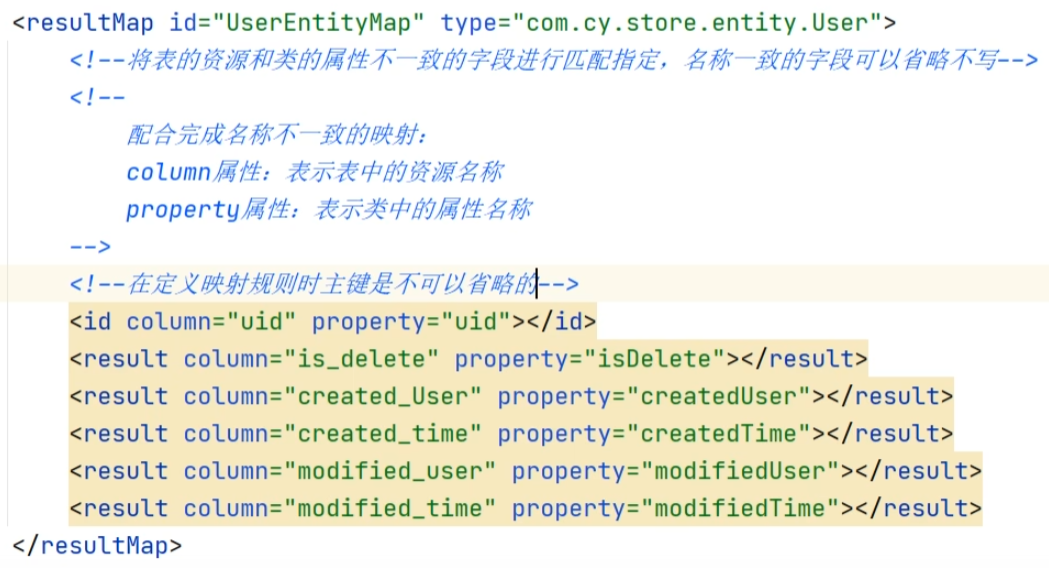 <resultMap id="UserEntityMap" type="com.cy.store.entity.User">
<!--将表的资源和类的属性不一致的字段进行匹配指定，名称一致的字段可以省略不写-->
<!--
配合完成名称不一致的映射：
column属性：表示表中的资源名称
property属性：表示类中的属性名称
-->
<!--在定义映射规则时主键是不可以省略的-->
<id column="uid" property="uid"></id>
<result column="is_delete" property="isDelete"></result>
<result column="created_User" property="createdUser"></result>
<result column="created_time" property="createdTime"></result>
<result column="modified_user" property="modifiedUser"></result>
<result column="modified_time" property="modifiedTime"></result>
</resultMap>